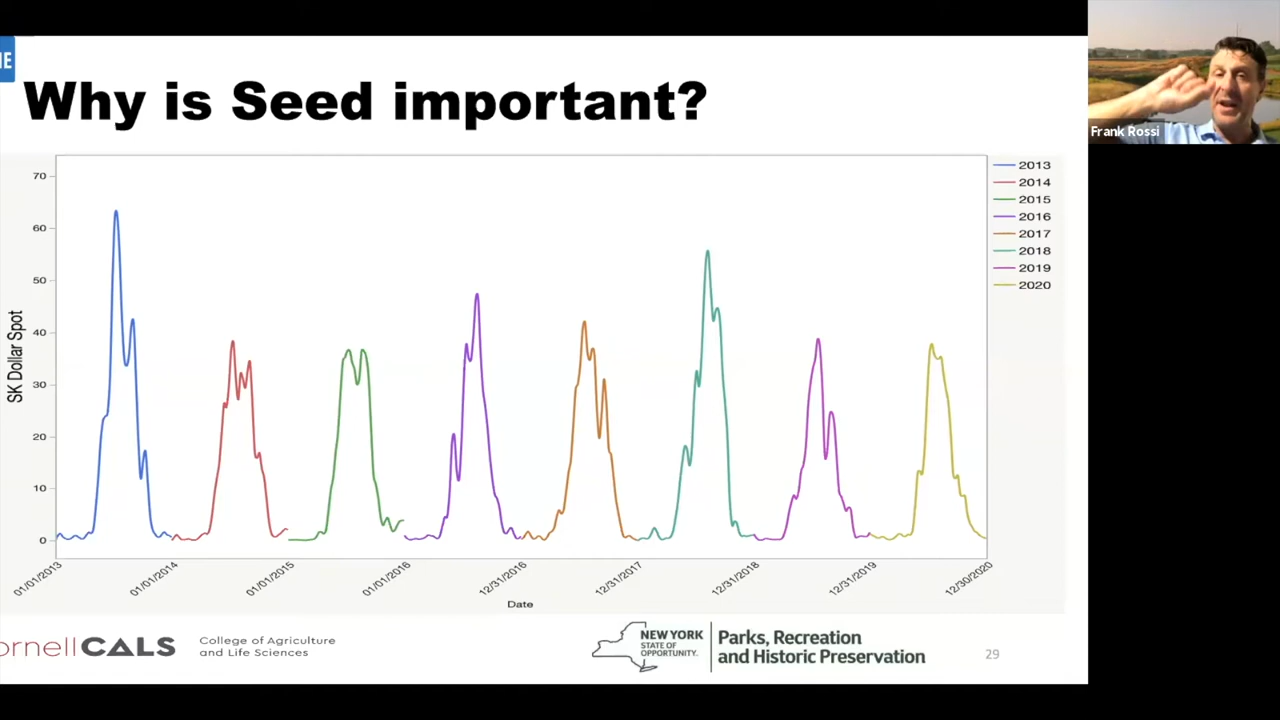 NE
Why is Seed important?
Frank Rossi
SK Dollar Spot
70
60
50
40
30
20
10
0
01/01/2013
01/01/2014
01/01/2015
01/01/2016
12/31/2016
12/31/2017
12/31/2018
12/31/2019
12/30/2020
Date
2013
2014
2015
2016
2017
2018
2019
2020
ornellCALS
College of Agriculture
and Life Sciences
NEW YORK
STATE OF
OPPORTUNITY.
Parks, Recreation
and Historic Preservation
29